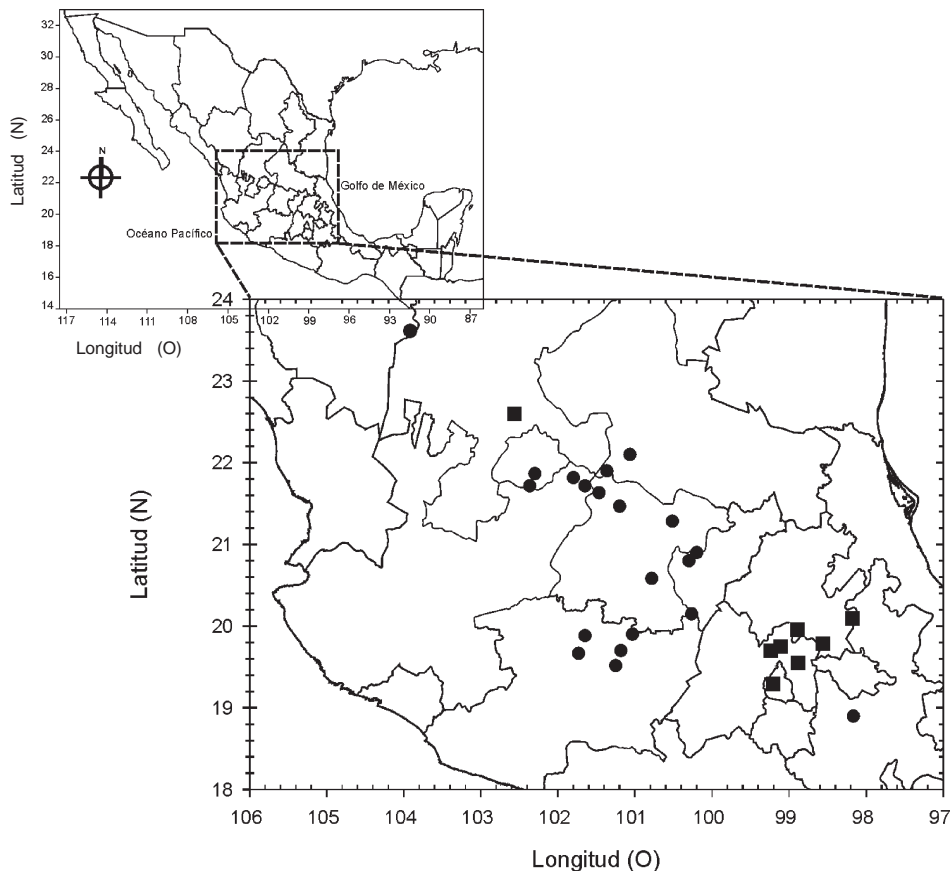 32
30
28
26
24
22
20
18
16
14
Latitud (N)
N
Golfo de México
Océano Pacífico
117 114 110 108 105 102 99 96 93 90 87
Longitud (O)
24
23
22
21
20
19
18
Latitud (N)
106 105 104 103 102 101 100 99 98 97
Longitud (O)